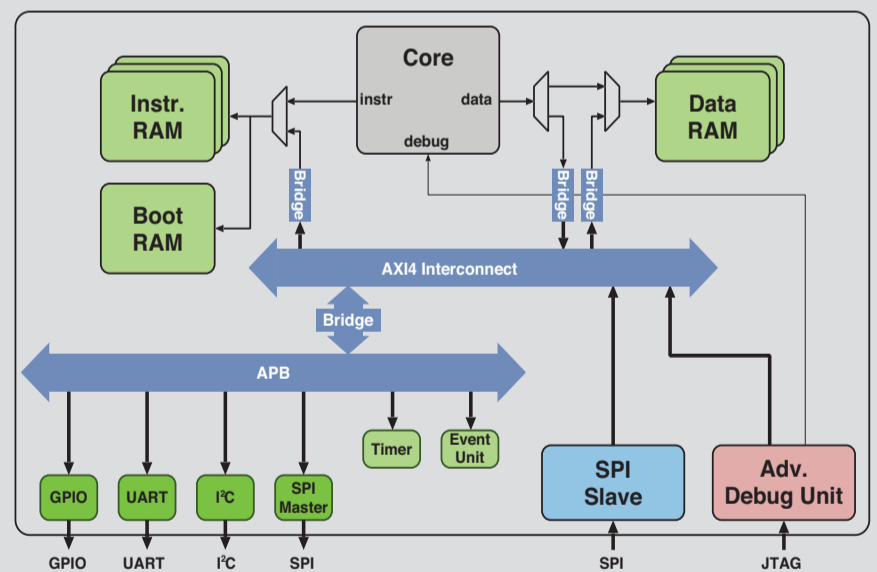 Core
instr
data
debug
Instr.
RAM
Data
RAM
Boot
RAM
Bridge
Bridge
Bridge
AXI4 Interconnect
Bridge
APB
Timer
Event
Unit
GPIO
UART
I²C
SPI
Master
SPI
Slave
Adv.
Debug Unit
GPIO
UART
I²C
SPI
SPI
JTAG